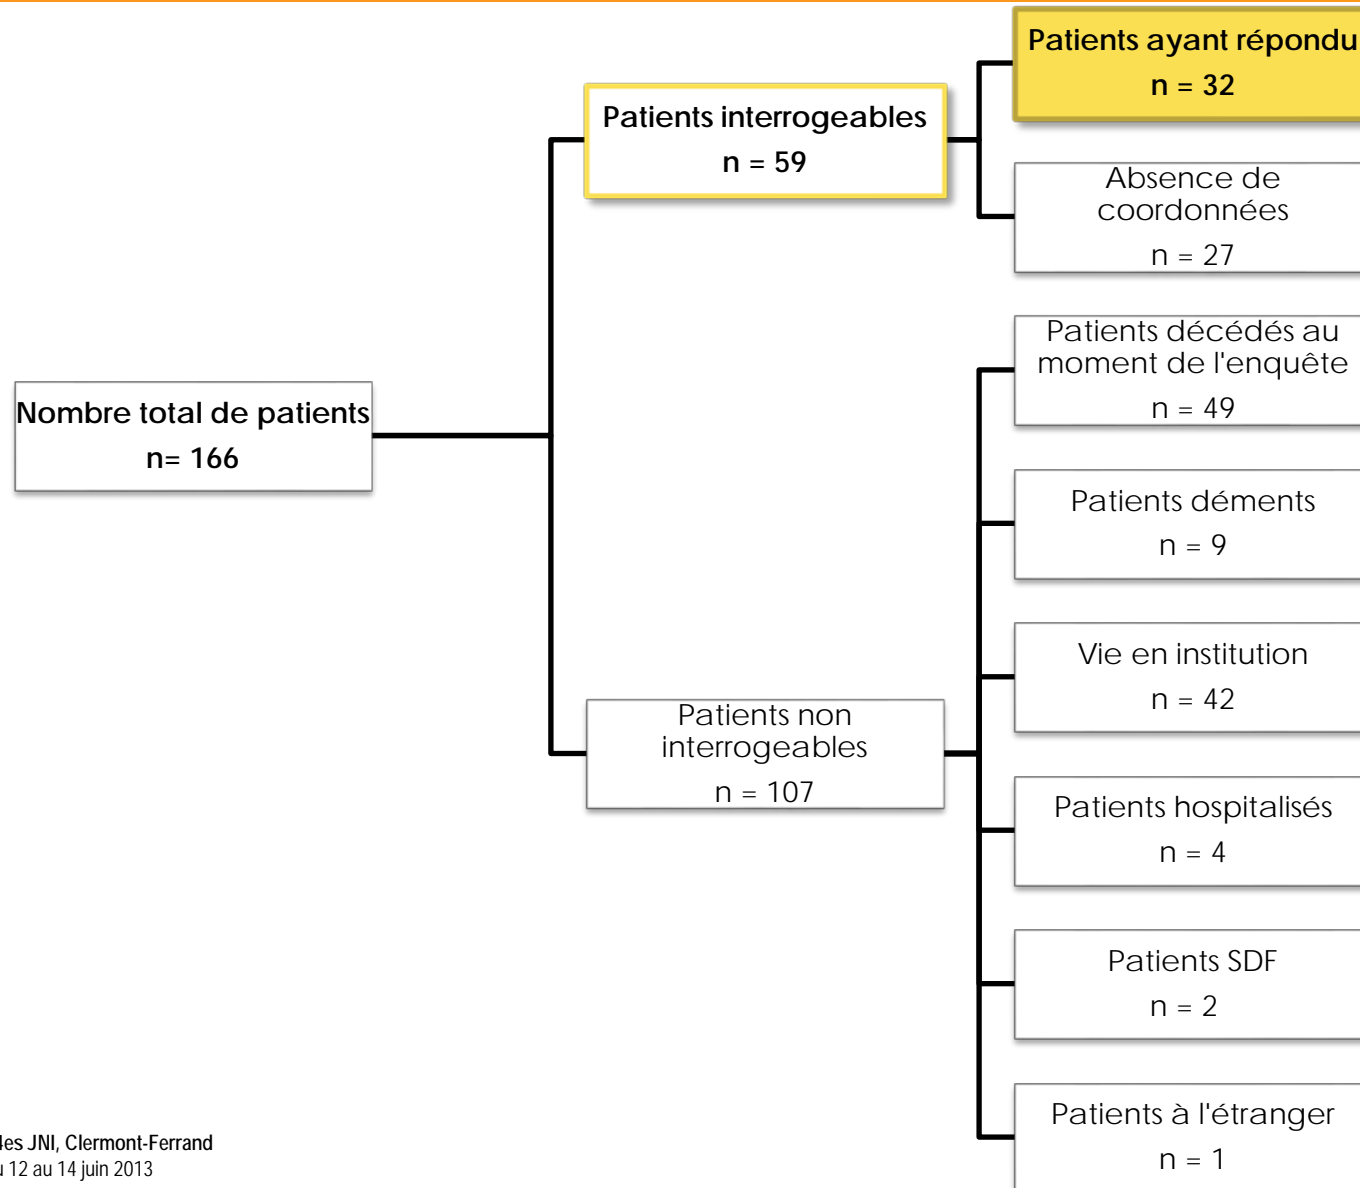 Patients ayant répondu
n = 32
Patients interrogeables
n = 59
Absence de
coordonnées
n = 27
Patients décédés au
moment de l'enquête
n = 49
Nombre total de patients
n= 166
Patients déments
n = 9
Vie en institution
n = 42
Patients non
interrogeables
n = 107
Patients hospitalisés
n = 4
Patients SDF
n = 2
Patients à l'étranger
n = 1
JNI, Clermont-Ferrand
12 au 14 juin 2013